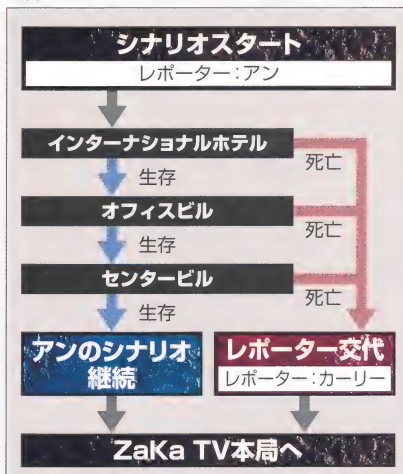 シナリオスタート
レポーター：アン
インターナショナルホテル
生存
死亡
オフィスビル
生存
死亡
センタービル
生存
死亡
アンのシナリオ
継続
レポーター交代
レポーター：カーリー
ZaKa TV本局へ